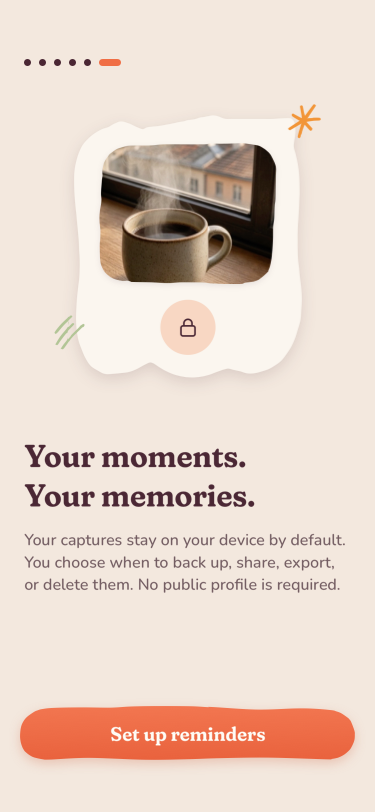 Your moments.
Your memories.
Your captures stay on your device by default.
You choose when to back up, share, export,
or delete them. No public profile is required.
Set up reminders